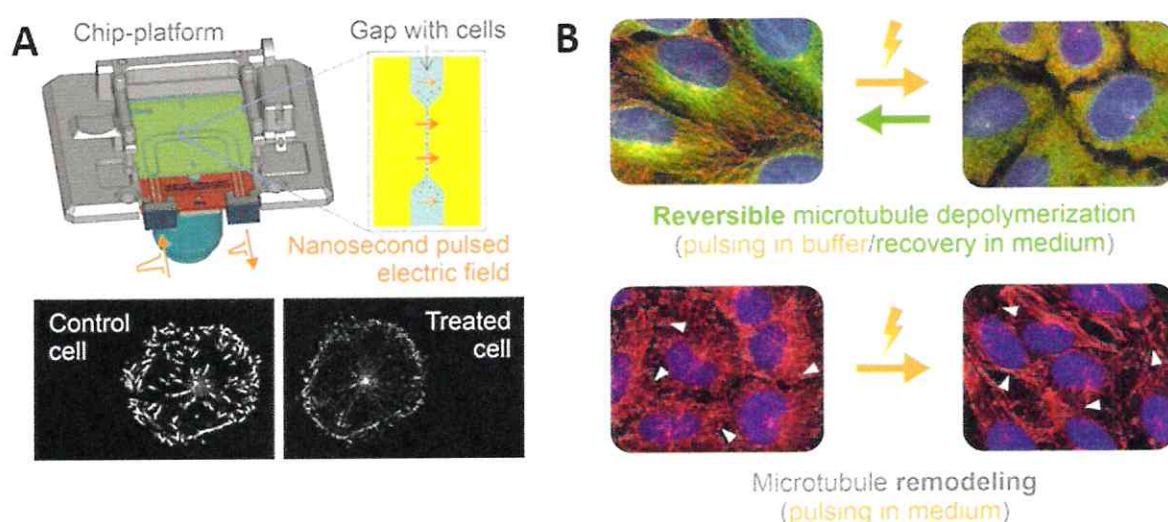 A
Chip-platform
Gap with cells
Nanosecond pulsed
electric field
Control
cell
Treated
cell
B
Reversible microtubule depolymerization
(pulsing in buffer/recovery in medium)
Microtubule remodeling
(pulsing in medium)